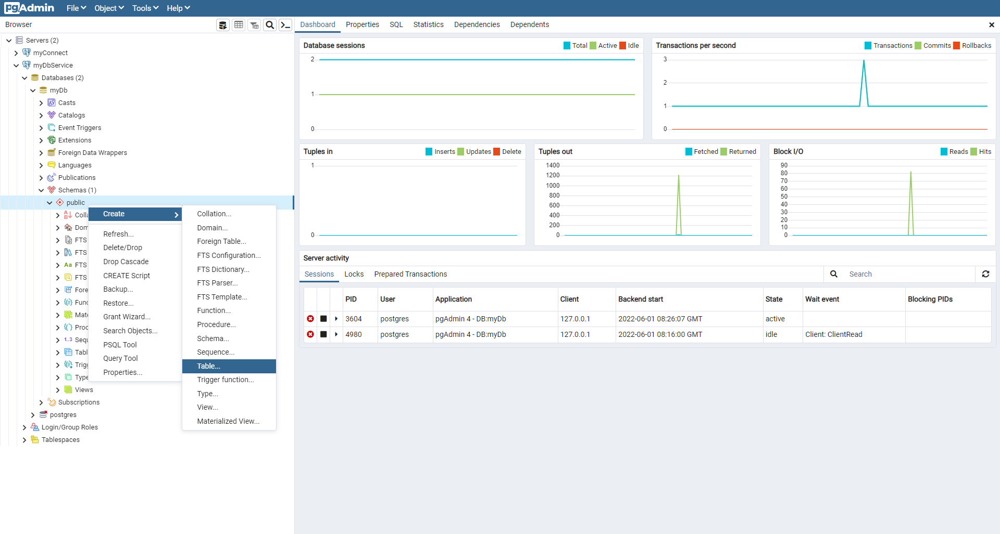 pgAdmin File Object Tools Help
Browser
Dashboard Properties SQL Statistics Dependencies Dependents
Servers (2)
myConnect
myDbService
Databases (2)
myDb
Casts
Catalogs
Event Triggers
Extensions
Foreign Data Wrappers
Languages
Publications
Schemas (1)
public
Colla
Dom
FTS
FTS
Aa FTS
FTS
Fore
Func
Mate
Proc
1..3 Sequ
Tabl
Trigg
Type
Views
Subscriptions
postgres
Login/Group Roles
Tablespaces
Create
Refresh...
Delete/Drop
Drop Cascade
CREATE Script
Backup...
Restore...
Grant Wizard...
Search Objects...
PSQL Tool
Query Tool
Properties...
Collation...
Domain...
Foreign Table...
FTS Configuration...
FTS Dictionary...
FTS Parser...
FTS Template...
Function...
Procedure...
Schema...
Sequence...
Table...
Trigger function...
Type...
View...
Materialized View...
Database sessions Total Active Idle
2
1
0
Transactions per second Transactions Commits Rollbacks
3
2
1
0
Tuples in Inserts Updates Delete
1
0
Tuples out Fetched Returned
1400
1200
1000
800
600
400
200
0
Block I/O Reads Hits
90
80
70
60
50
40
30
20
10
0
Server activity
Sessions Locks Prepared Transactions Search
PID User Application Client Backend start State Wait event Blocking PIDs
3604 postgres pgAdmin 4 - DB:myDb 127.0.0.1 2022-06-01 08:26:07 GMT active
4980 postgres pgAdmin 4 - DB:myDb 127.0.0.1 2022-06-01 08:16:00 GMT idle Client: ClientRead